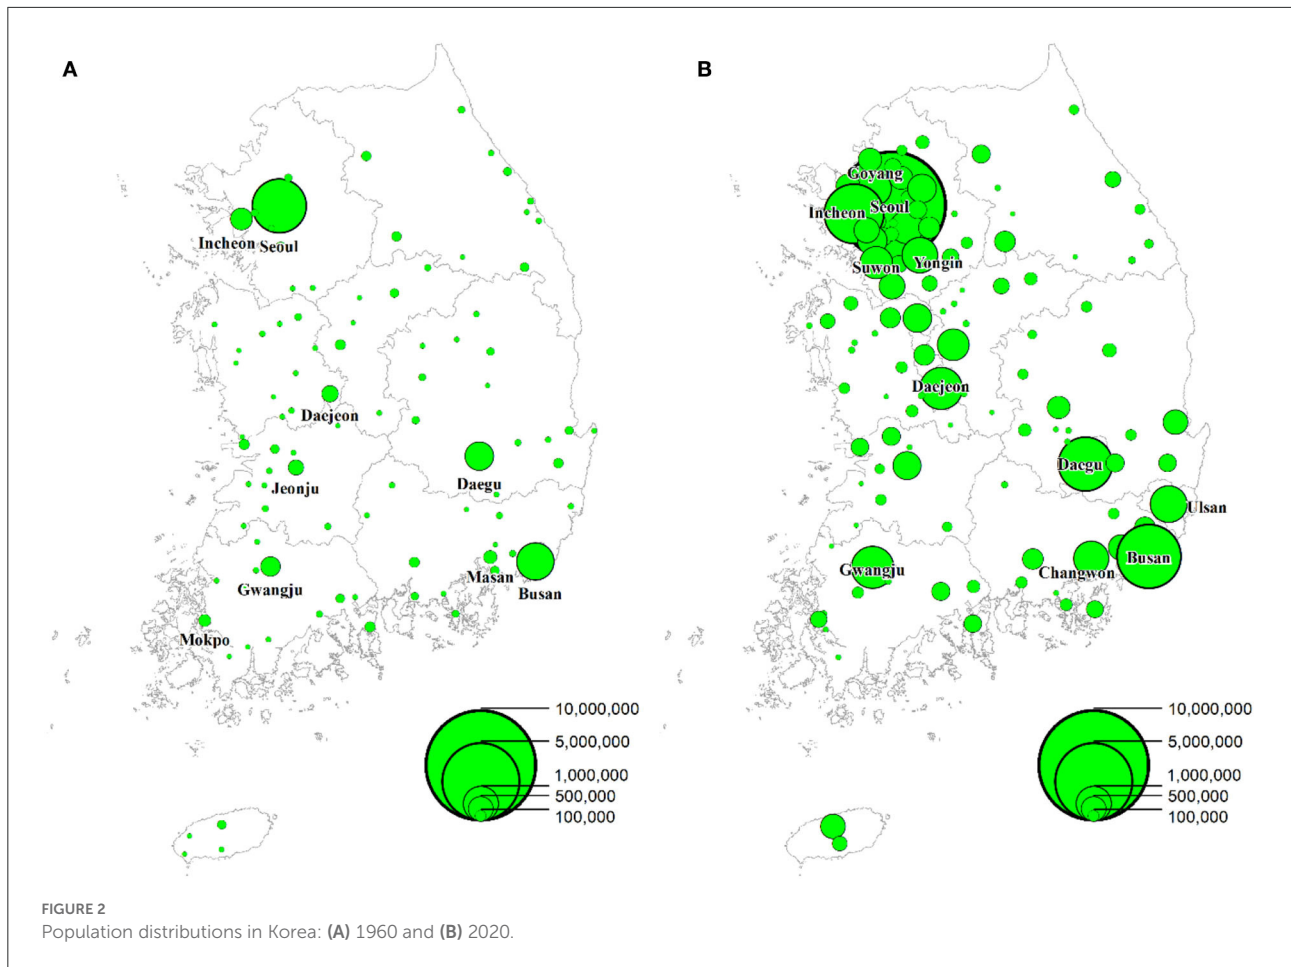 A
Incheon
Seoul
Daejeon
Jeonju
Daegu
Gwangju
Masan
Busan
Mokpo
10,000,000
5,000,000
1,000,000
500,000
100,000
B
Goyang
Seoul
Incheon
Suwon
Yongin
Daejeon
Daegu
Ulsan
Busan
Changwon
Gwangju
10,000,000
5,000,000
1,000,000
500,000
100,000
FIGURE 2
Population distributions in Korea: (A) 1960 and (B) 2020.